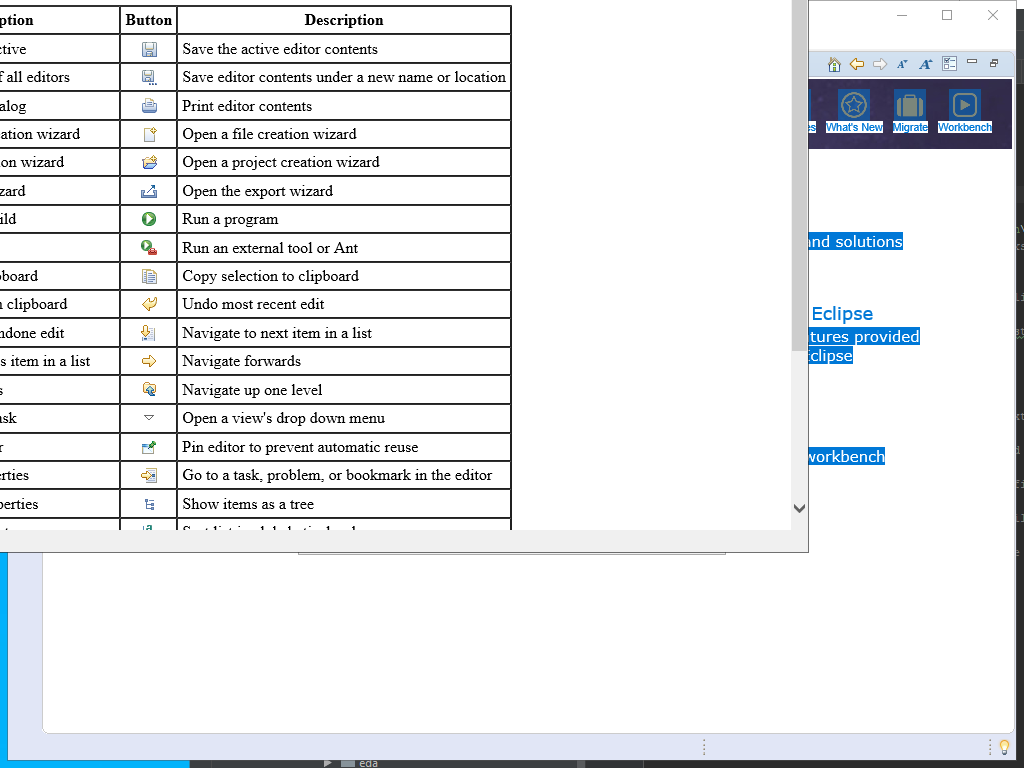 ption Button Description
ctive Save the active editor contents
f all editors Save editor contents under a new name or location
alog Print editor contents
ation wizard Open a file creation wizard
on wizard Open a project creation wizard
zard Open the export wizard
ild Run a program
Run an external tool or Ant
board Copy selection to clipboard
n clipboard Undo most recent edit
ndone edit Navigate to next item in a list
s item in a list Navigate forwards
s Navigate up one level
ask Open a view's drop down menu
r Pin editor to prevent automatic reuse
erties Go to a task, problem, or bookmark in the editor
perties Show items as a tree
A A
es What's New Migrate Workbench
and solutions
Eclipse
tures provided
Eclipse
workbench
eda